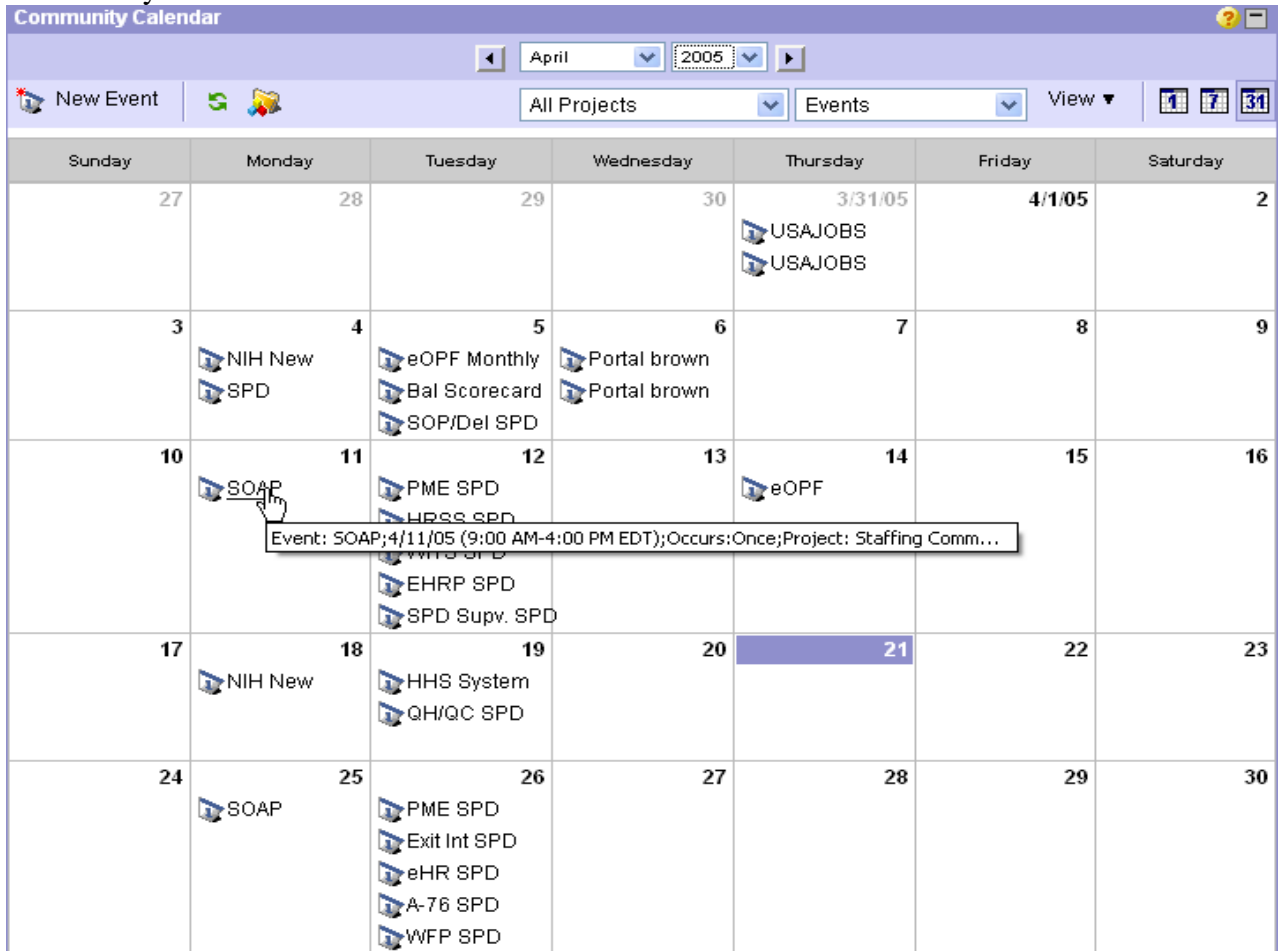 Community Calendar
April 2005
New Event All Projects Events View ▼ 1 7 31
Sunday Monday Tuesday Wednesday Thursday Friday Saturday
27 28 29 30 3/31/05 4/1/05 2
USAJOBS
USAJOBS
3 4 5 6 7 8 9
NIH New eOPF Monthly Portal brown
SPD Bal Scorecard Portal brown
SOP/Del SPD
10 11 12 13 14 15 16
SOAP PME SPD eOPF
HRSS SPD
Event: SOAP;4/11/05 (9:00 AM-4:00 PM EDT);Occurs:Once;Project: Staffing Comm...
SPD
EHRP SPD
SPD Supv. SPD
17 18 19 20 21 22 23
NIH New HHS System
QH/QC SPD
24 25 26 27 28 29 30
SOAP PME SPD
Exit Int SPD
eHR SPD
A-76 SPD
WFP SPD